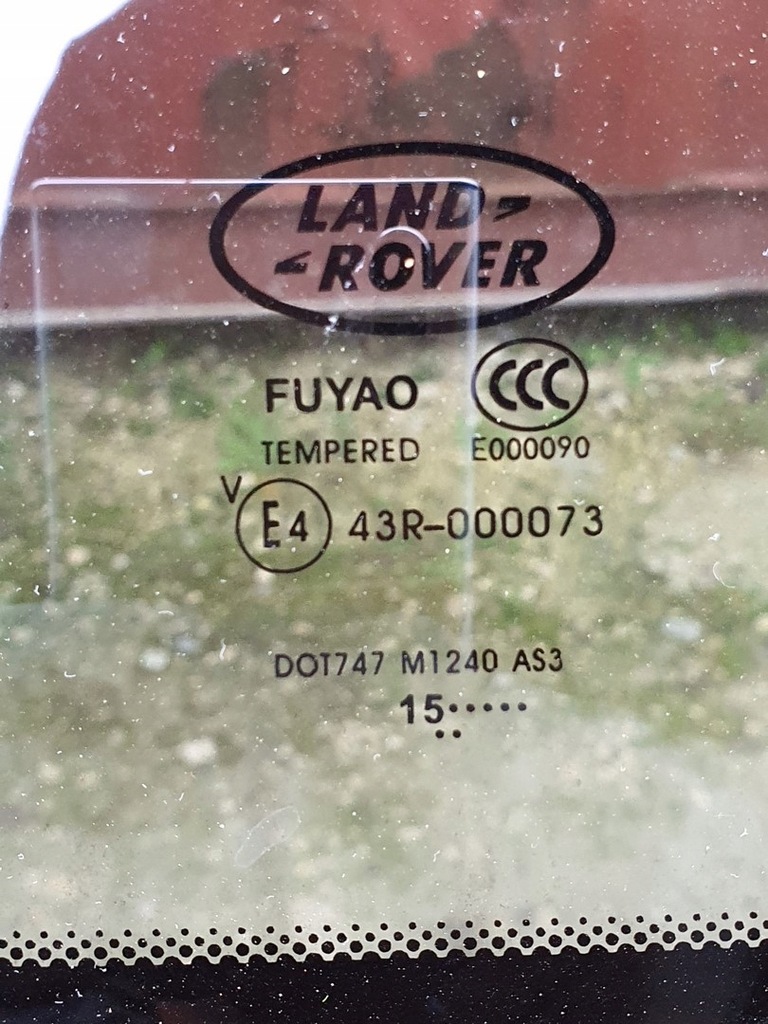 LAND
ROVER
FUYAO CCC
TEMPERED E000090
V E4 43R-000073
DOT747 M1240 AS3
15.....
..